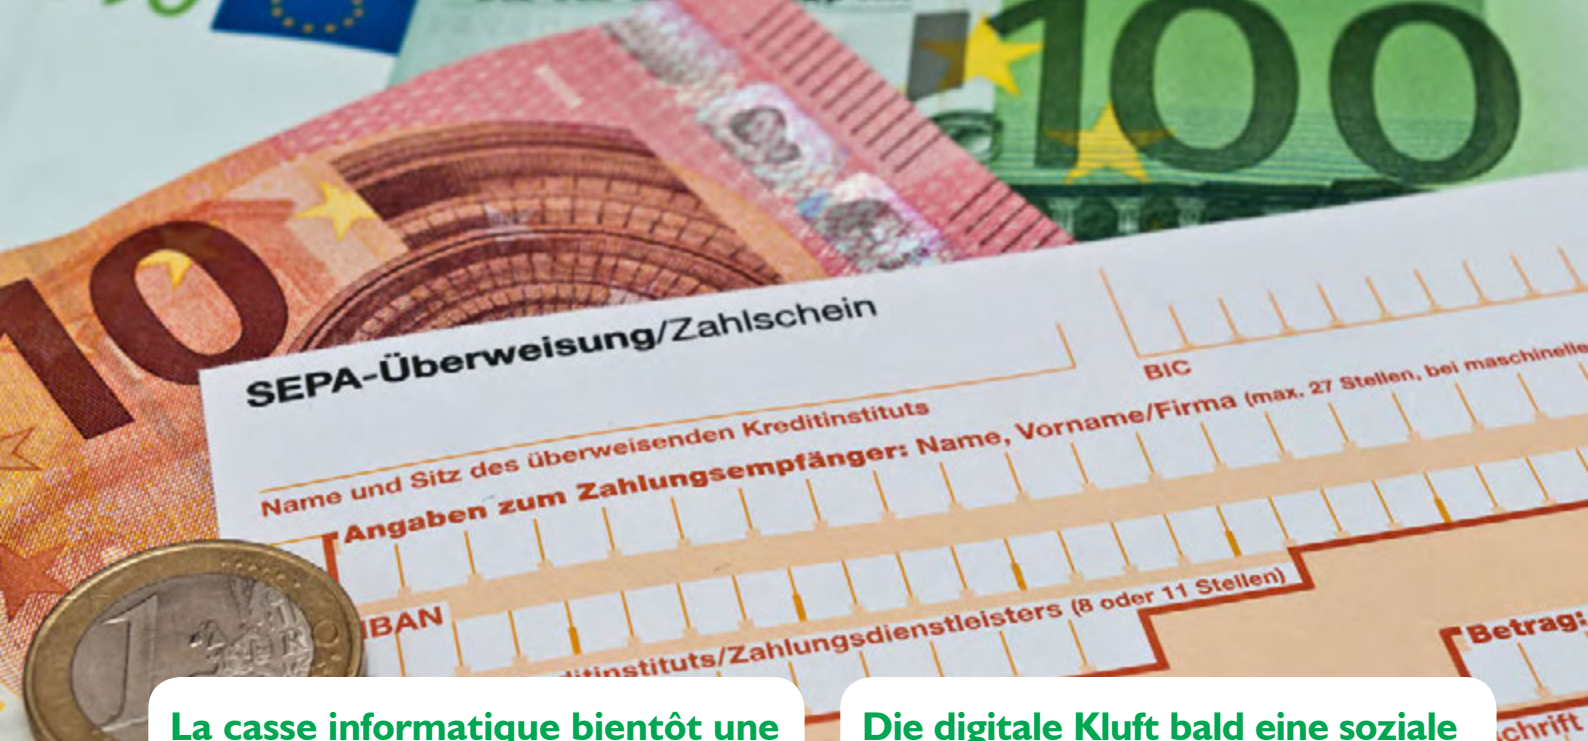 100
10
SEPA-Überweisung/Zahlschein
Name und Sitz des überweisenden Kreditinstituts
BIC
Angaben zum Zahlungsempfänger: Name, Vorname/Firma (max. 27 Stellen, bei maschinelle
IBAN
ditinstituts/Zahlungsdienstleisters (8 oder 11 Stellen)
Betrag:
1
chrift
La casse informatique bientôt une
Die digitale Kluft bald eine soziale